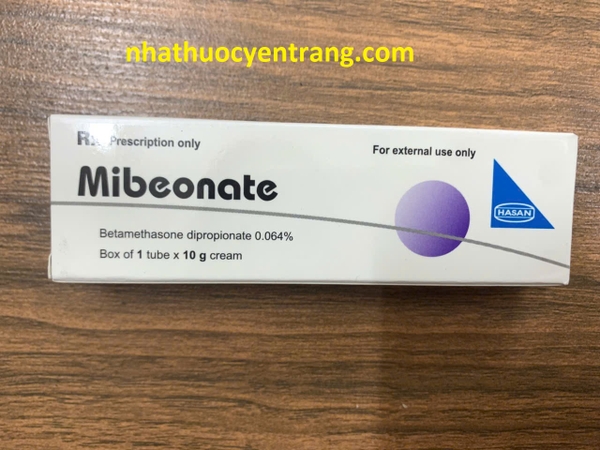 nhathuocyentrang.com
Rx Prescription only
For external use only
Mibeonate
HASAN
Betamethasone dipropionate 0.064%
Box of 1 tube x 10 g cream